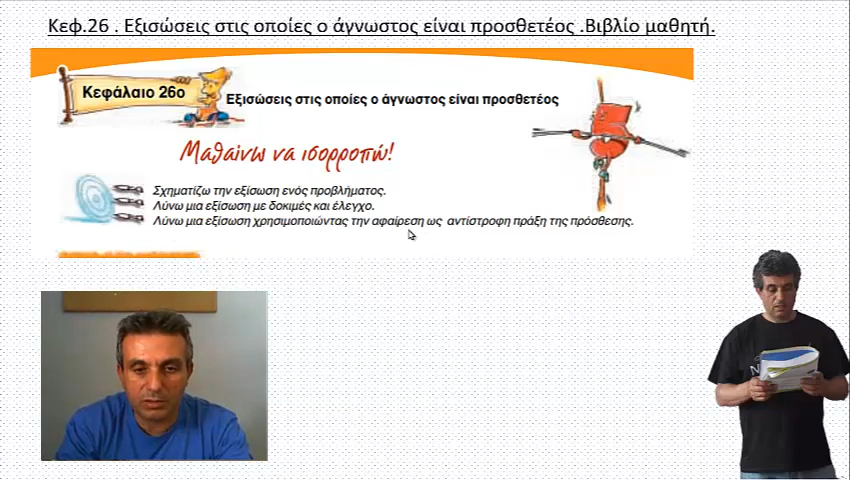 Κεφ.26 . Εξισώσεις στις οποίες ο άγνωστος είναι προσθετέος .Βιβλίο μαθητή.
Κεφάλαιο 26ο
Εξισώσεις στις οποίες ο άγνωστος είναι προσθετέος
Μαθαίνω να ισορροπώ!
Σχηματίζω την εξίσωση ενός προβλήματος.
Λύνω μια εξίσωση με δοκιμές και έλεγχο.
Λύνω μια εξίσωση χρησιμοποιώντας την αφαίρεση ως αντίστροφη πράξη της πρόσθεσης.